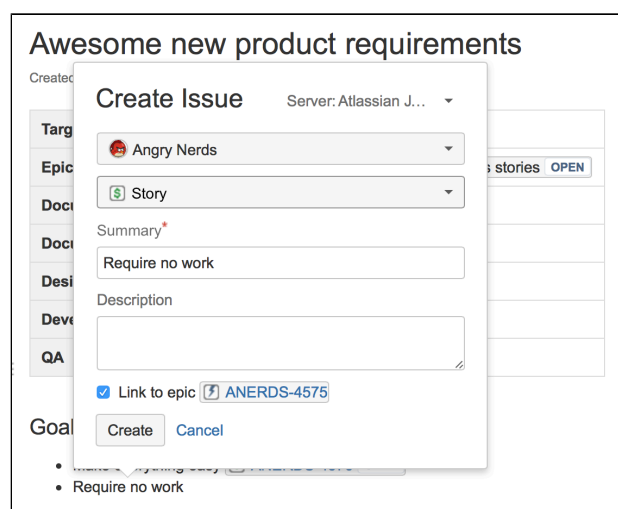 Awesome new product requirements
Created
Create Issue Server: Atlassian J...
Targ
Angry Nerds
Epic s stories OPEN
Story
Docu
Summary*
Docu
Require no work
Desi
Description
Deve
QA
Link to epic ANERDS-4575
Goal
Create Cancel
Require no work